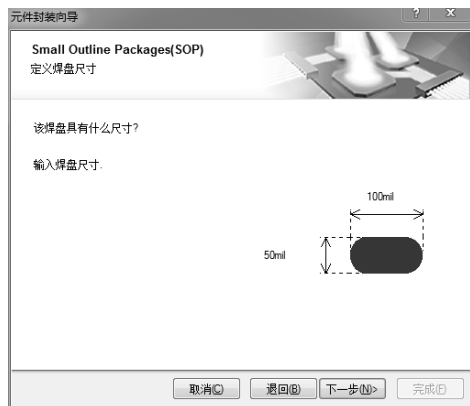 元件封装向导
? X
Small Outline Packages(SOP)
定义焊盘尺寸
该焊盘具有什么尺寸?
输入焊盘尺寸.
100mil
50mil
取消(C)
退回(B)
下一步(N)>
完成(F)